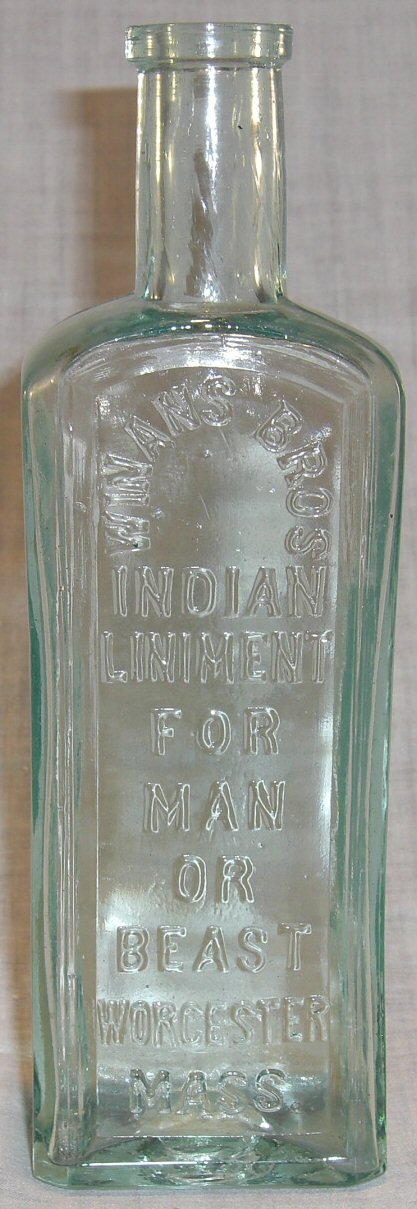 WINANS BROS
INDIAN
LINIMENT
FOR
MAN
OR
BEAST
WORCESTER
MASS.